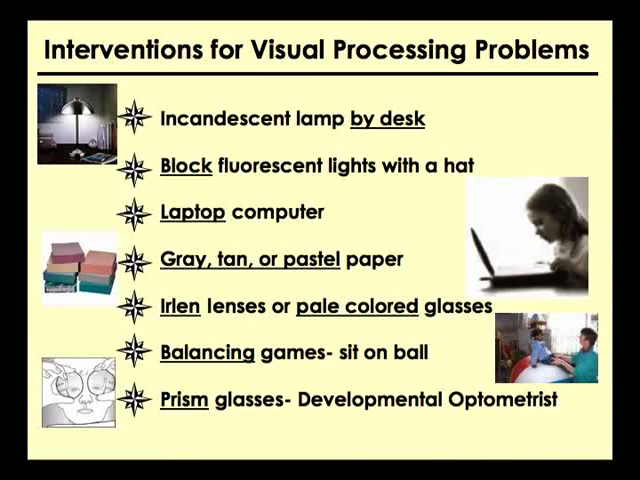 Interventions for Visual Processing Problems
Incandescent lamp by desk
Block fluorescent lights with a hat
Laptop computer
Gray, tan, or pastel paper
Irlen lenses or pale colored glasses
Balancing games- sit on ball
Prism glasses- Developmental Optometrist